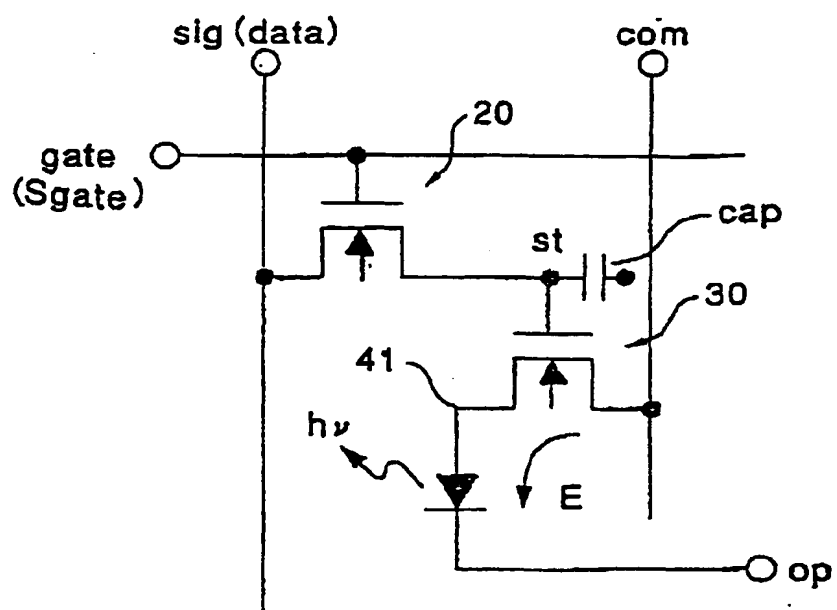 sig (data)
com
20
gate
(Sgate)
cap
st
30
41
hν
E
op